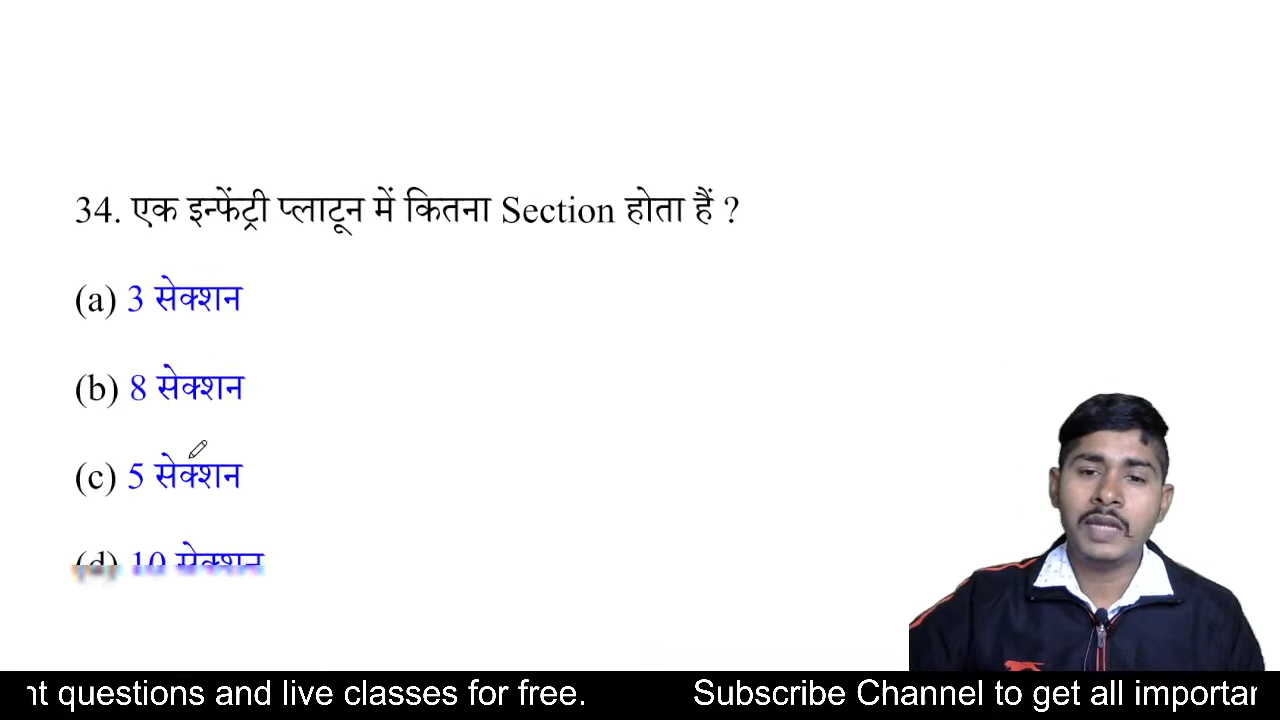 34. एक इन्फेंट्री प्लाटून में कितना Section होता हैं ?
(a) 3 सेक्शन
(b) 8 सेक्शन
(c) 5 सेक्शन
(d) 10 सेक्शन
nt questions and live classes for free. Subscribe Channel to get all importar